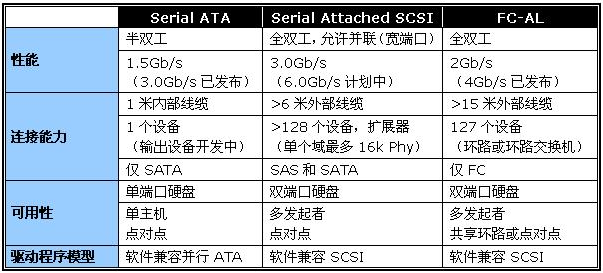 Serial ATA Serial Attached SCSI FC-AL
性能 半双工 全双工,允许并联(宽端口) 全双工
1.5Gb/s 3.0Gb/s 2Gb/s
(3.0Gb/s 已发布) (6.0Gb/s 计划中) (4Gb/s 已发布)
连接能力 1 米内部线缆 >6 米外部线缆 >15 米外部线缆
1 个设备 >128 个设备，扩展器 127 个设备
(输出设备开发中) (单个域最多 16k Phy) (环路或环路交换机)
仅 SATA SAS 和 SATA 仅 FC
可用性 单端口硬盘 双端口硬盘 双端口硬盘
单主机 多发起者 多发起者
点对点 点对点 共享环路或点对点
驱动程序模型 软件兼容并行 ATA 软件兼容 SCSI 软件兼容 SCSI